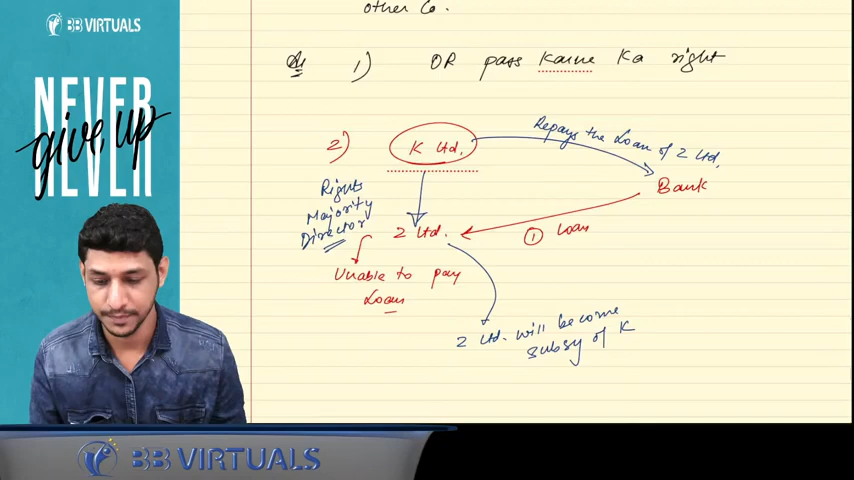 BB VIRTUALS
other Co.
1) OR pass Karne Ka right
NEVER
give up
NEVER
2) K Ltd.
Repays the Loan of Z Ltd.
Bank
Rights
Majority
Director
Z Ltd.
1 Loan
Unable to pay
Loan
Z Ltd. will become
subsy of K
BB VIRTUALS